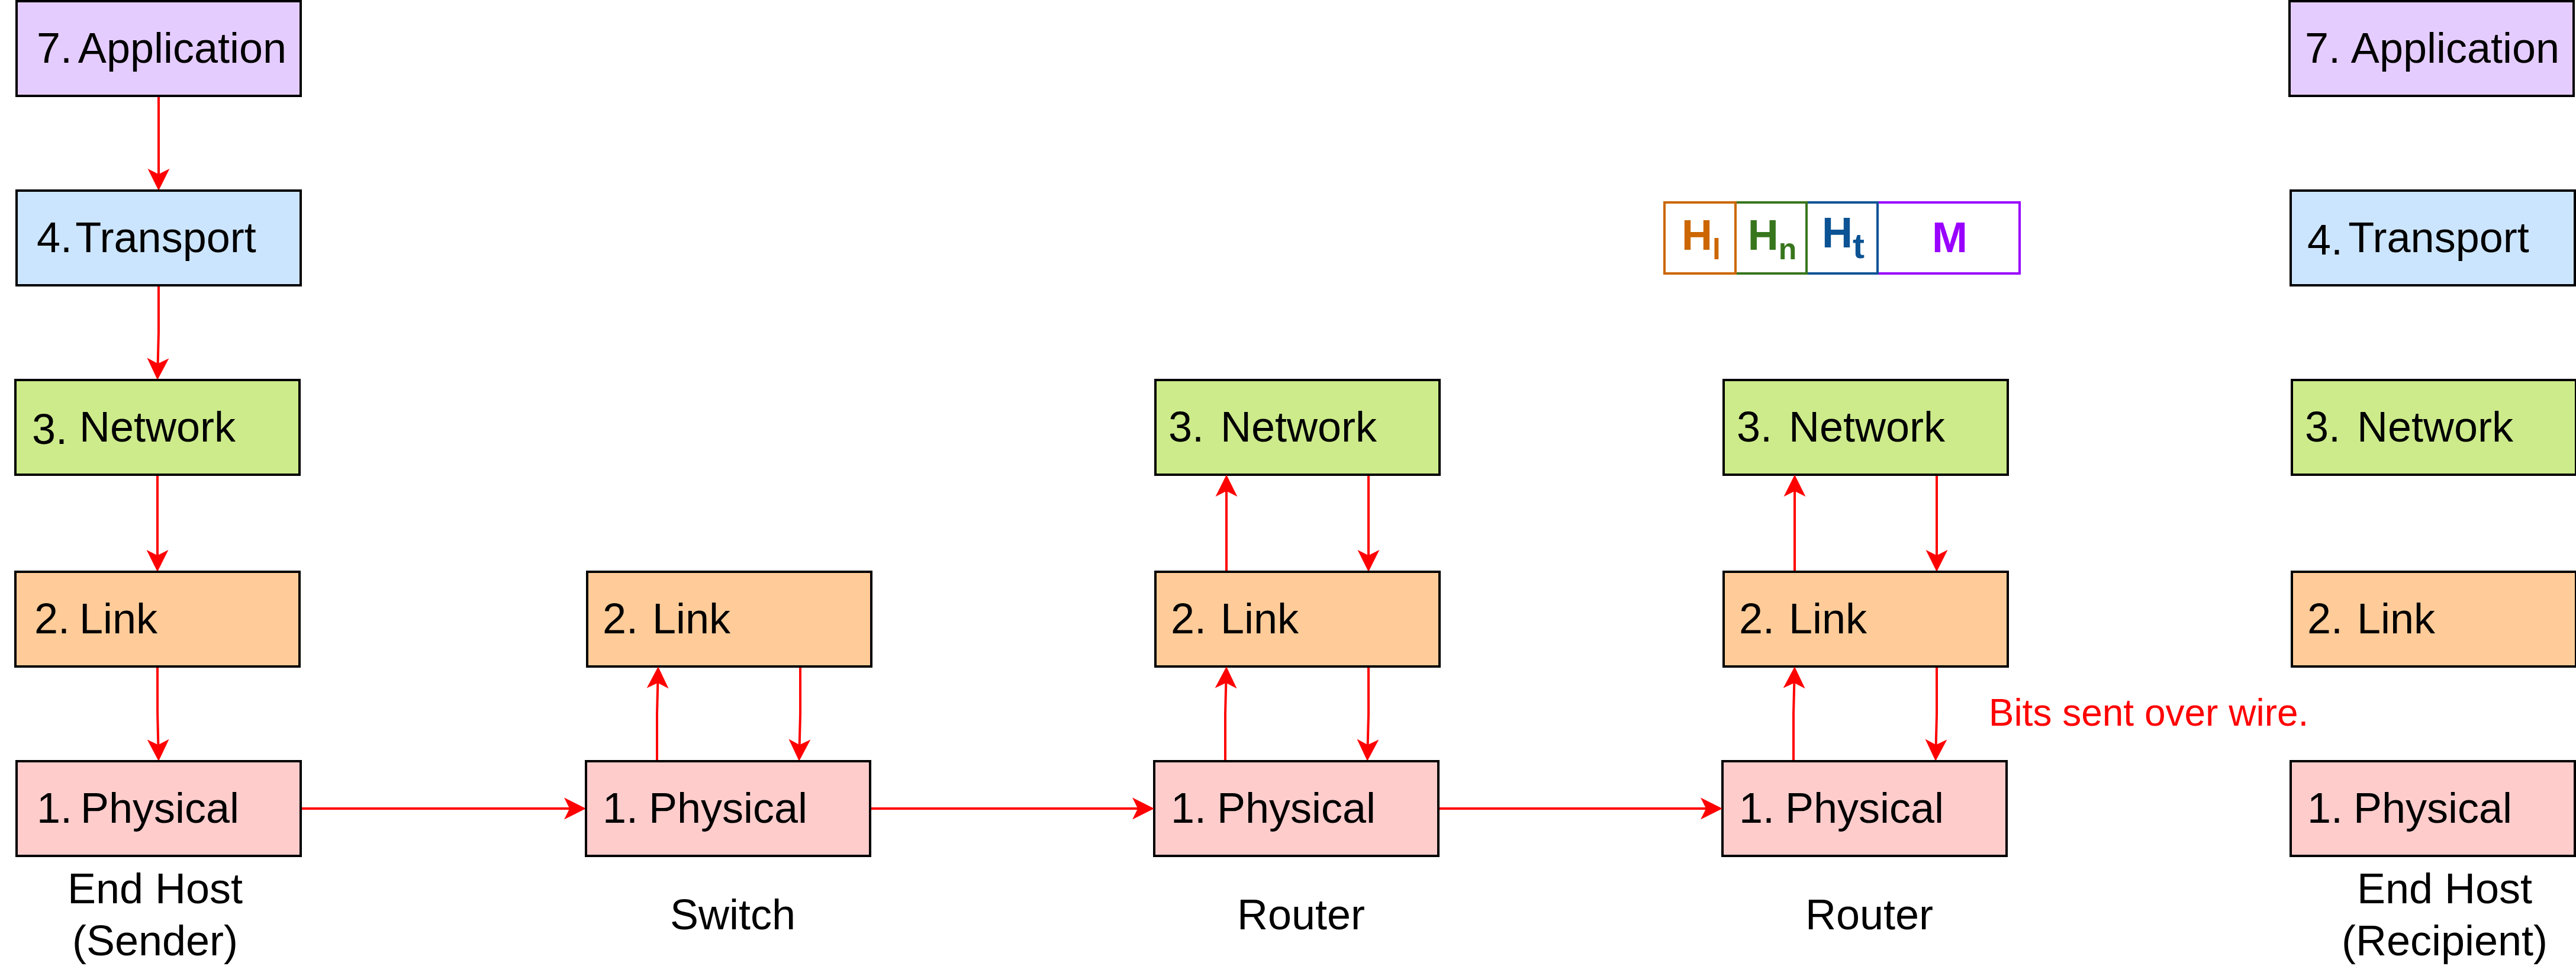 7. Application
7. Application
4. Transport
H_l H_n H_t M
4. Transport
3. Network
3. Network
3. Network
3. Network
2. Link
2. Link
2. Link
2. Link
2. Link
Bits sent over wire.
1. Physical
1. Physical
1. Physical
1. Physical
1. Physical
End Host
(Sender)
Switch
Router
Router
End Host
(Recipient)